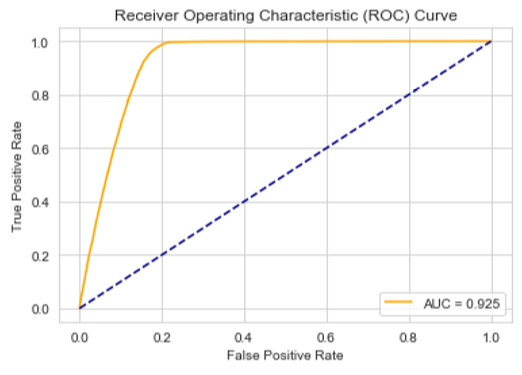 Receiver Operating Characteristic (ROC) Curve
1.0
0.8
0.6
0.4
0.2
0.0
True Positive Rate
AUC = 0.925
0.0 0.2 0.4 0.6 0.8 1.0
False Positive Rate